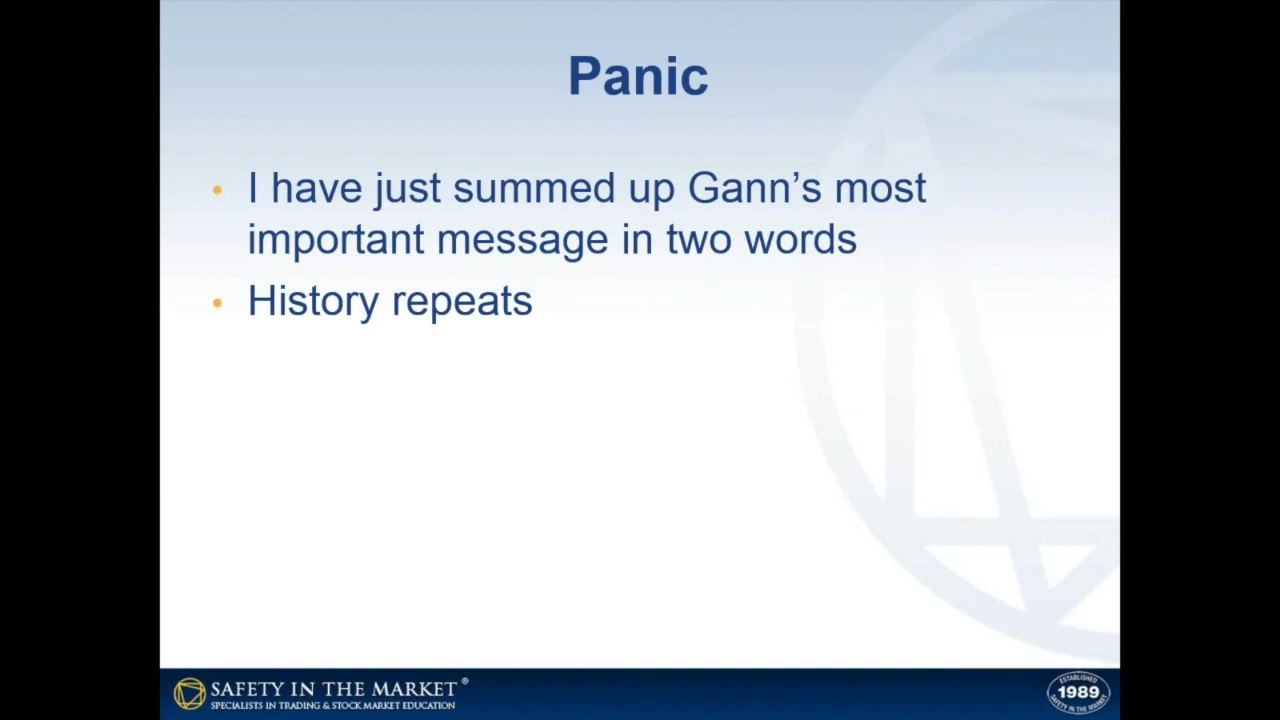 Panic
• I have just summed up Gann’s most
important message in two words
• History repeats
SAFETY IN THE MARKET®
SPECIALISTS IN TRADING & STOCK MARKET EDUCATION
ESTABLISHED
1989
SAFETY IN THE MARKET